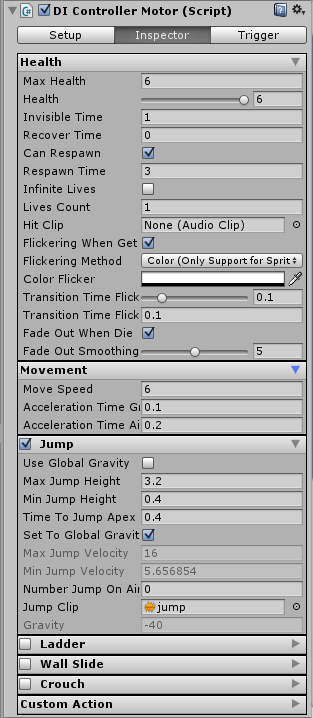 DI Controller Motor (Script)
Setup Inspector Trigger
Health
Max Health 6
Health 6
Invisible Time 1
Recover Time 0
Can Respawn
Respawn Time 3
Infinite Lives
Lives Count 1
Hit Clip None (Audio Clip)
Flickering When Get
Flickering Method Color (Only Support for Sprit
Color Flicker
Transition Time Flick 0.1
Transition Time Flick 0.1
Fade Out When Die
Fade Out Smoothing 5
Movement
Move Speed 6
Acceleration Time Gr 0.1
Acceleration Time Ai 0.2
Jump
Use Global Gravity
Max Jump Height 3.2
Min Jump Height 0.4
Time To Jump Apex 0.4
Set To Global Gravit
Max Jump Velocity 16
Min Jump Velocity 5.656854
Number Jump On Air 0
Jump Clip jump
Gravity -40
Ladder
Wall Slide
Crouch
Custom Action